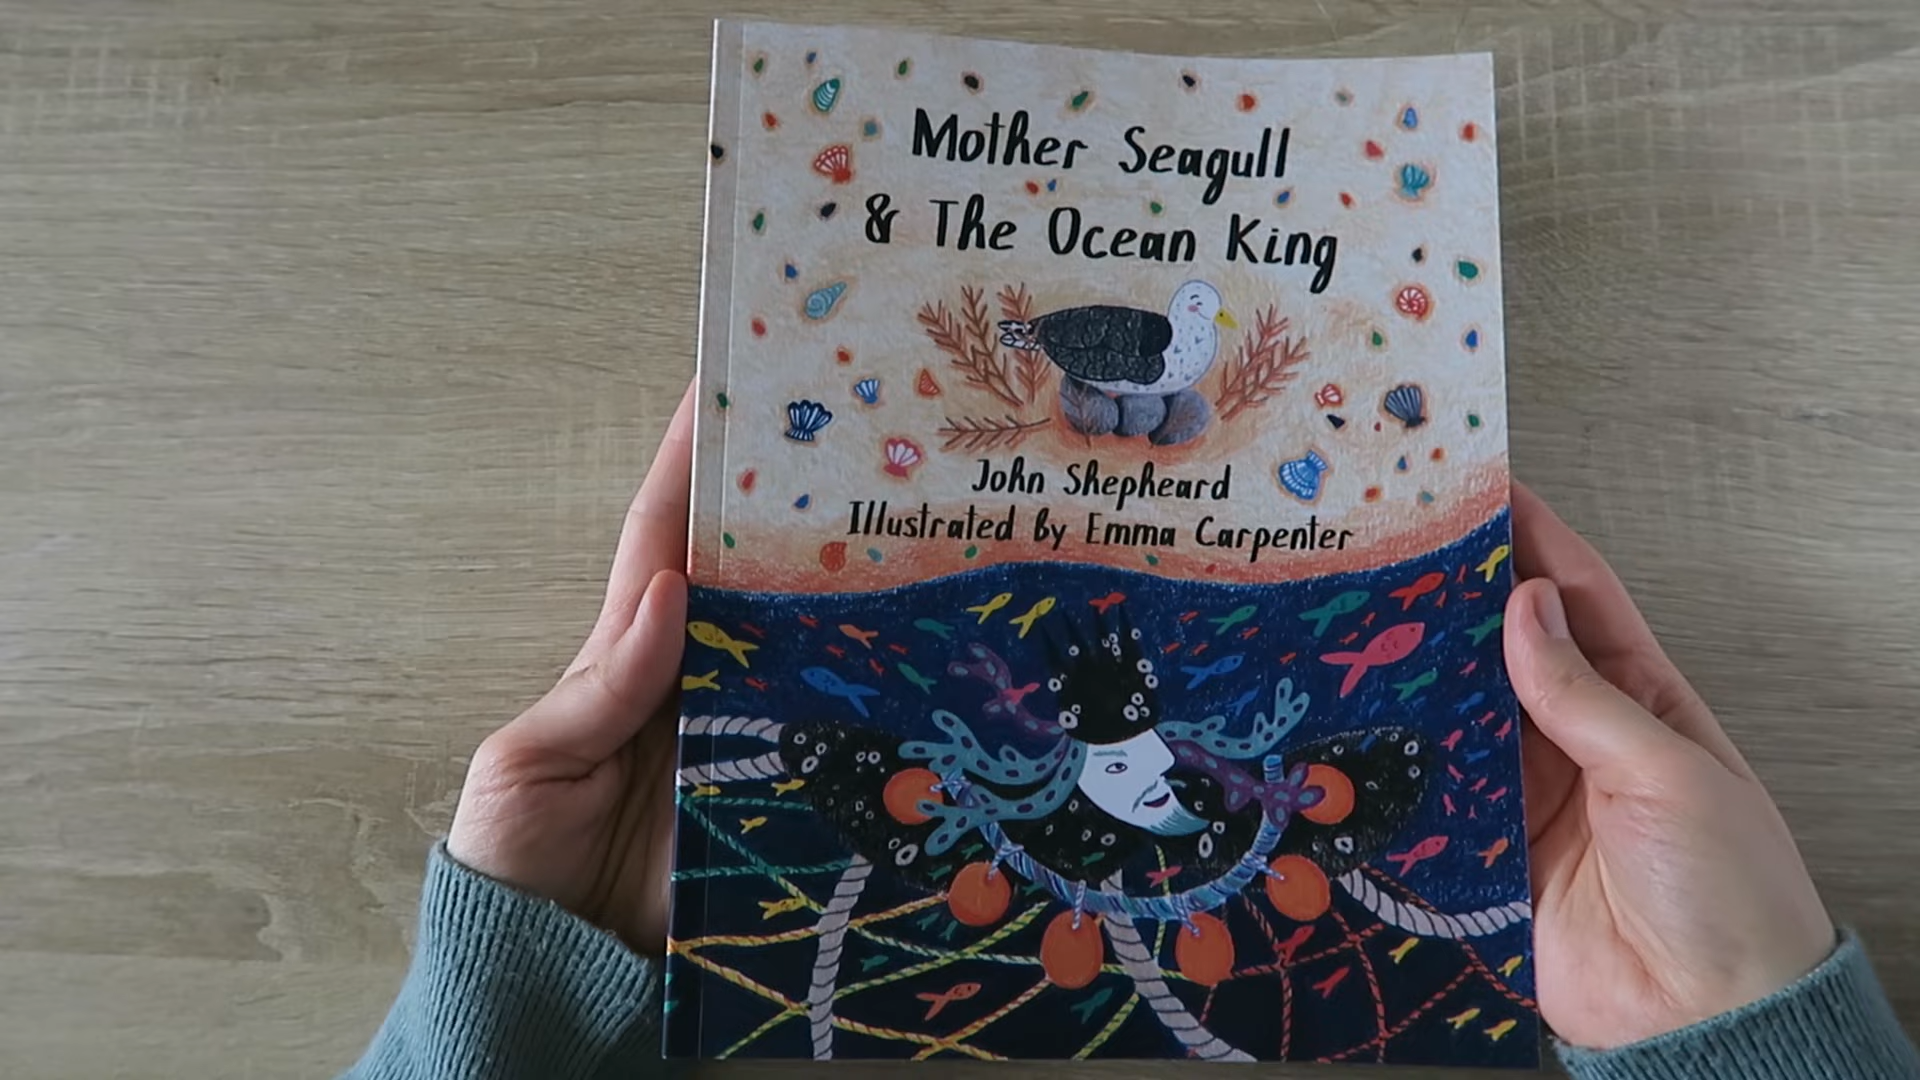 Mother Seagull
& The Ocean King
John Shepheard
Illustrated by Emma Carpenter